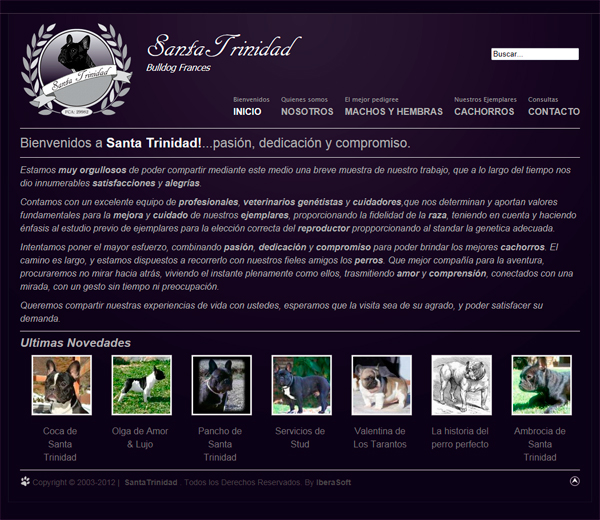 Santa Trinidad
Bulldog Frances
Santa Trinidad
Buscar...
Bienvenidos
INICIO
Quienes somos
NOSOTROS
El mejor pedigree
MACHOS Y HEMBRAS
Nuestros Ejemplares
CACHORROS
Consultas
CONTACTO
Bienvenidos a Santa Trinidad!...pasión, dedicación y compromiso.
Estamos muy orgullosos de poder compartir mediante este medio una breve muestra de nuestro trabajo, que a lo largo del tiempo nos
dio innumerables satisfacciones y alegrías.
Contamos con un excelente equipo de profesionales, veterinarios genétistas y cuidadores,que nos determinan y aportan valores
fundamentales para la mejora y cuidado de nuestros ejemplares, proporcionando la fidelidad de la raza, teniendo en cuenta y haciendo
énfasis al estudio previo de ejemplares para la elección correcta del reproductor propporcionando al standar la genetica adecuada.
Intentamos poner el mayor esfuerzo, combinando pasión, dedicación y compromiso para poder brindar los mejores cachorros. El
camino es largo, y estamos dispuestos a recorrerlo con nuestros fieles amigos los perros. Que mejor compañía para la aventura,
procuraremos no mirar hacia atrás, viviendo el instante plenamente como ellos, trasmitiendo amor y comprensión, conectados con una
mirada, con un gesto sin tiempo ni preocupación.
Queremos compartir nuestras experiencias de vida con ustedes, esperamos que la visita sea de su agrado, y poder satisfacer su
demanda.
Ultimas Novedades
Coca de
Santa
Trinidad
Olga de Amor
& Lujo
Pancho de
Santa
Trinidad
Servicios de
Stud
Valentina de
Los Tarantos
La historia del
perro perfecto
Ambrocia de
Santa
Trinidad
Copyright © 2003-2012 | SantaTrinidad . Todos los Derechos Reservados. By IberaSoft